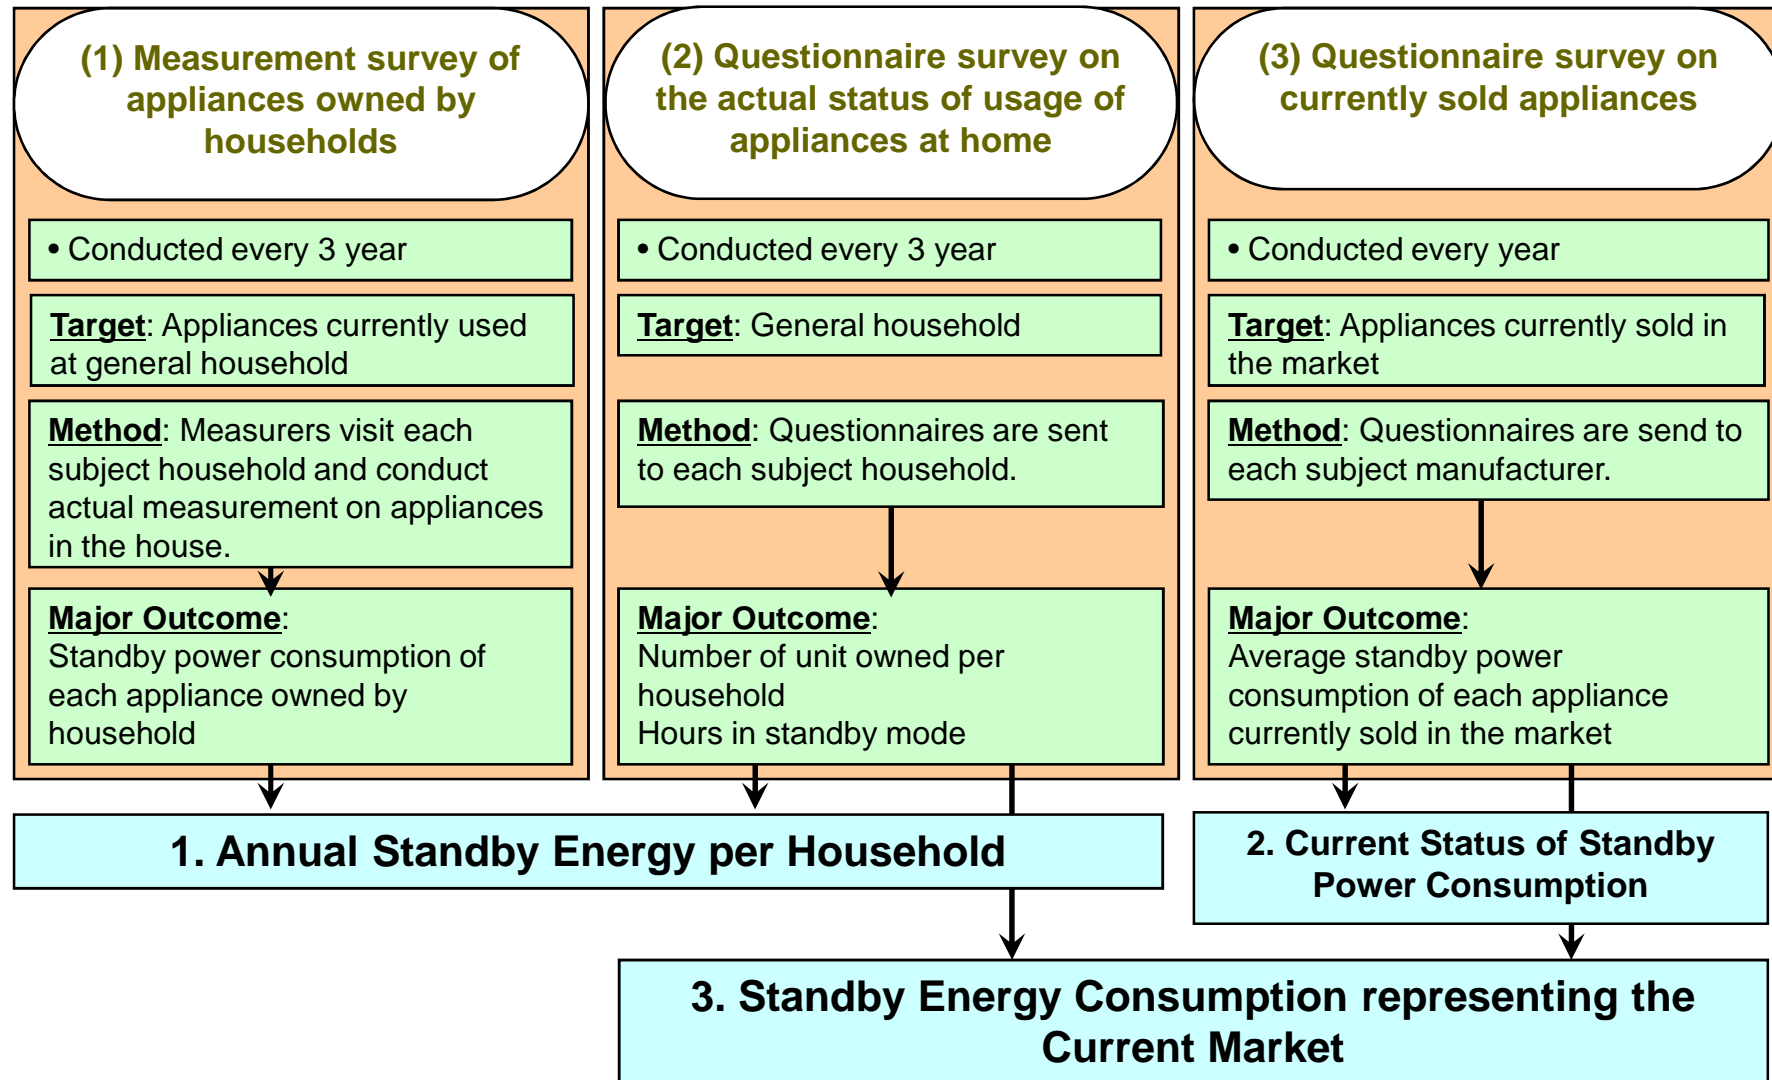 (1) Measurement survey of
appliances owned by
households
• Conducted every 3 year
Target: Appliances currently used
at general household
Method: Measurers visit each
subject household and conduct
actual measurement on appliances
in the house.
Major Outcome:
Standby power consumption of
each appliance owned by
household
(2) Questionnaire survey on
the actual status of usage of
appliances at home
• Conducted every 3 year
Target: General household
Method: Questionnaires are sent
to each subject household.
Major Outcome:
Number of unit owned per
household
Hours in standby mode
(3) Questionnaire survey on
currently sold appliances
• Conducted every year
Target: Appliances currently sold in
the market
Method: Questionnaires are send to
each subject manufacturer.
Major Outcome:
Average standby power
consumption of each appliance
currently sold in the market
1. Annual Standby Energy per Household
2. Current Status of Standby
Power Consumption
3. Standby Energy Consumption representing the
Current Market